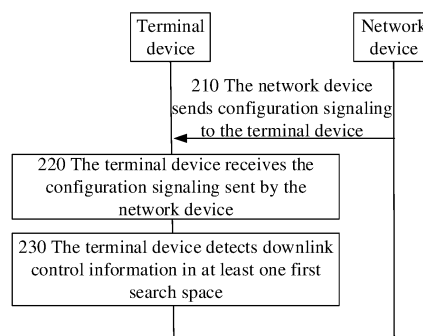 Terminal
device
Network
device
210 The network device
sends configuration signaling
to the terminal device
220 The terminal device receives the
configuration signaling sent by the
network device
230 The terminal device detects downlink
control information in at least one first
search space